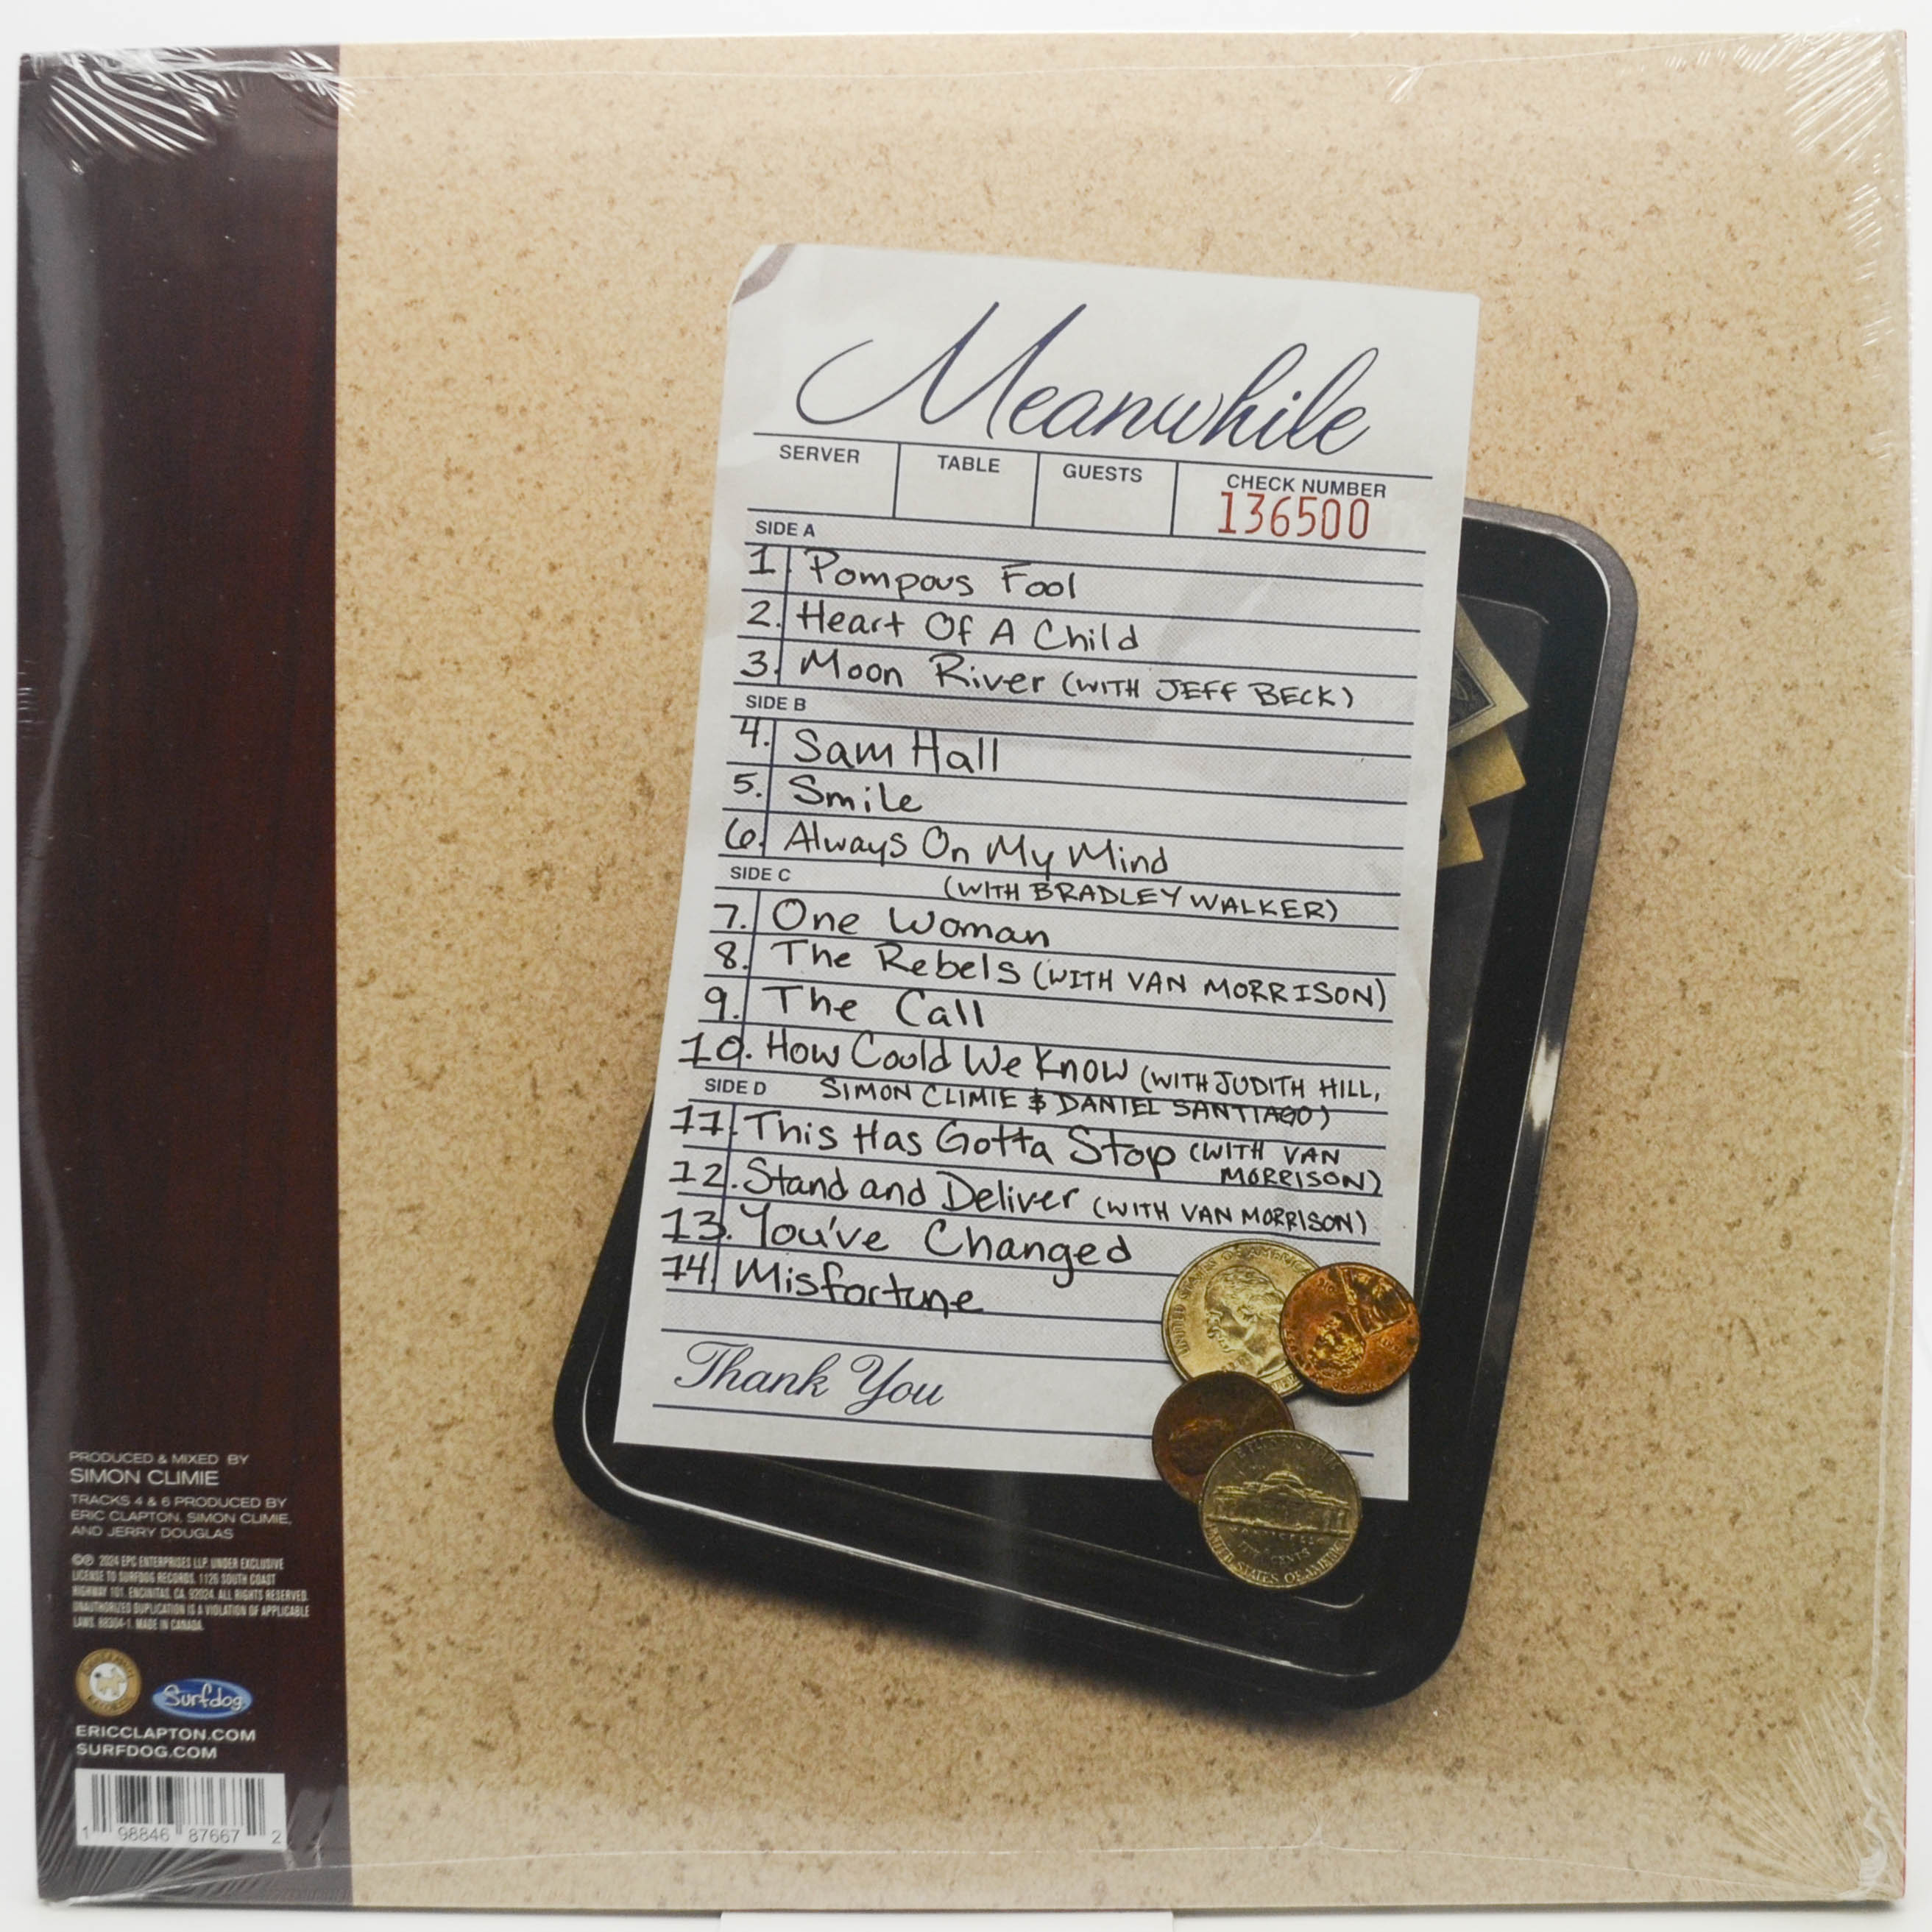 Meanwhile
SERVER TABLE GUESTS CHECK NUMBER
136500
SIDE A
1. Pompous Fool
2. Heart Of A Child
3. Moon River (WITH JEFF BECK)
SIDE B
4. Sam Hall
5. Smile
6. Always On My Mind
(WITH BRADLEY WALKER)
SIDE C
7. One Woman
8. The Rebels (WITH VAN MORRISON)
9. The Call
10. How Could We Know (WITH JUDITH HILL,
SIMON CLIMIE & DANIEL SANTIAGO)
SIDE D
11. This Has Gotta Stop (WITH VAN
MORRISON)
12. Stand and Deliver (WITH VAN MORRISON)
13. You've Changed
14. Misfortune
Thank You
PRODUCED & MIXED BY
SIMON CLIMIE
TRACKS 4 & 6 PRODUCED BY
ERIC CLAPTON, SIMON CLIMIE,
AND JERRY DOUGLAS
©℗ 2024 EPC ENTERPRISES LLP. UNDER EXCLUSIVE
LICENSE TO SURFDOG RECORDS. 1126 SOUTH COAST
HIGHWAY 101, ENCINITAS, CA. 92024. ALL RIGHTS RESERVED.
UNAUTHORIZED DUPLICATION IS A VIOLATION OF APPLICABLE
LAWS. 88304-1. MADE IN CANADA.
Surfdog
ERICCLAPTON.COM
SURFDOG.COM
1 98846 87667 2
UNITED STATES OF AMERICA